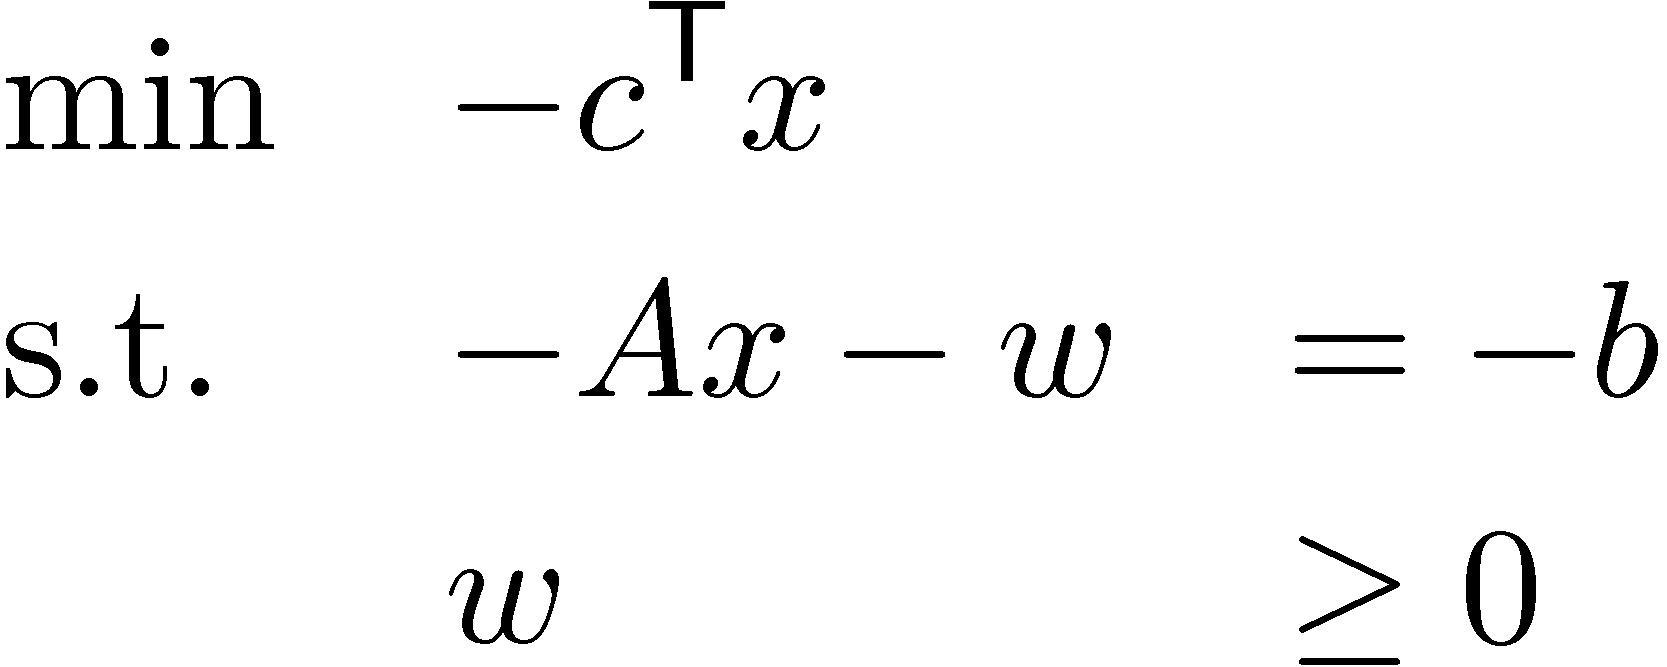 min −cᵀx
s.t. −Ax − w = −b
w ≥ 0